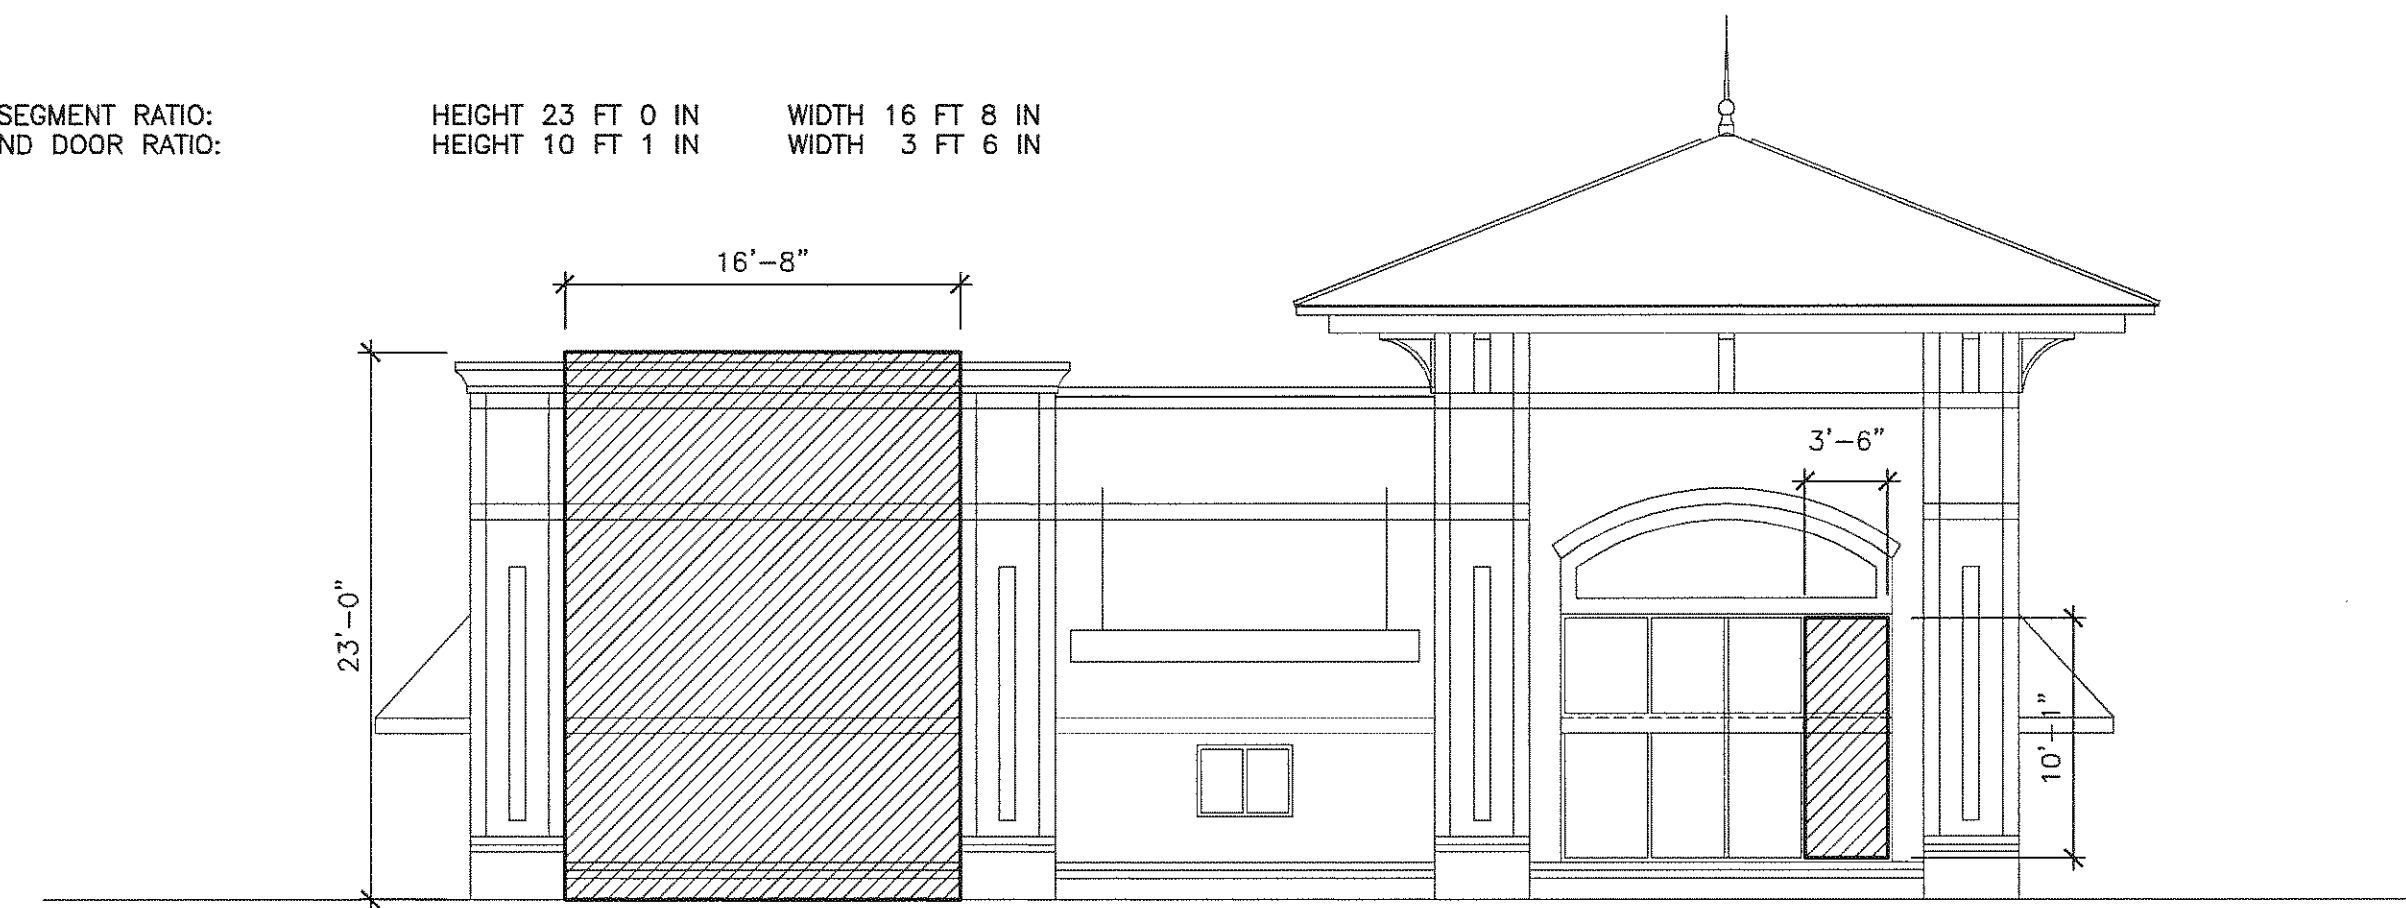 SEGMENT RATIO: HEIGHT 23 FT 0 IN WIDTH 16 FT 8 IN
ND DOOR RATIO: HEIGHT 10 FT 1 IN WIDTH 3 FT 6 IN
16'-8"
3'-6"
23'-0"
10'-1"